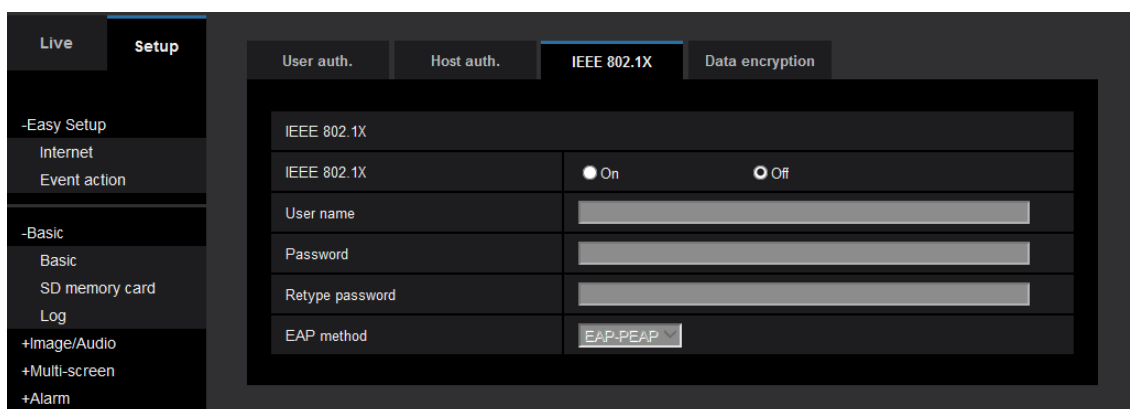 Live
Setup
User auth.
Host auth.
IEEE 802.1X
Data encryption
-Easy Setup
Internet
Event action
-Basic
Basic
SD memory card
Log
+Image/Audio
+Multi-screen
+Alarm
IEEE 802.1X
IEEE 802.1X
On
Off
User name
Password
Retype password
EAP method
EAP-PEAP